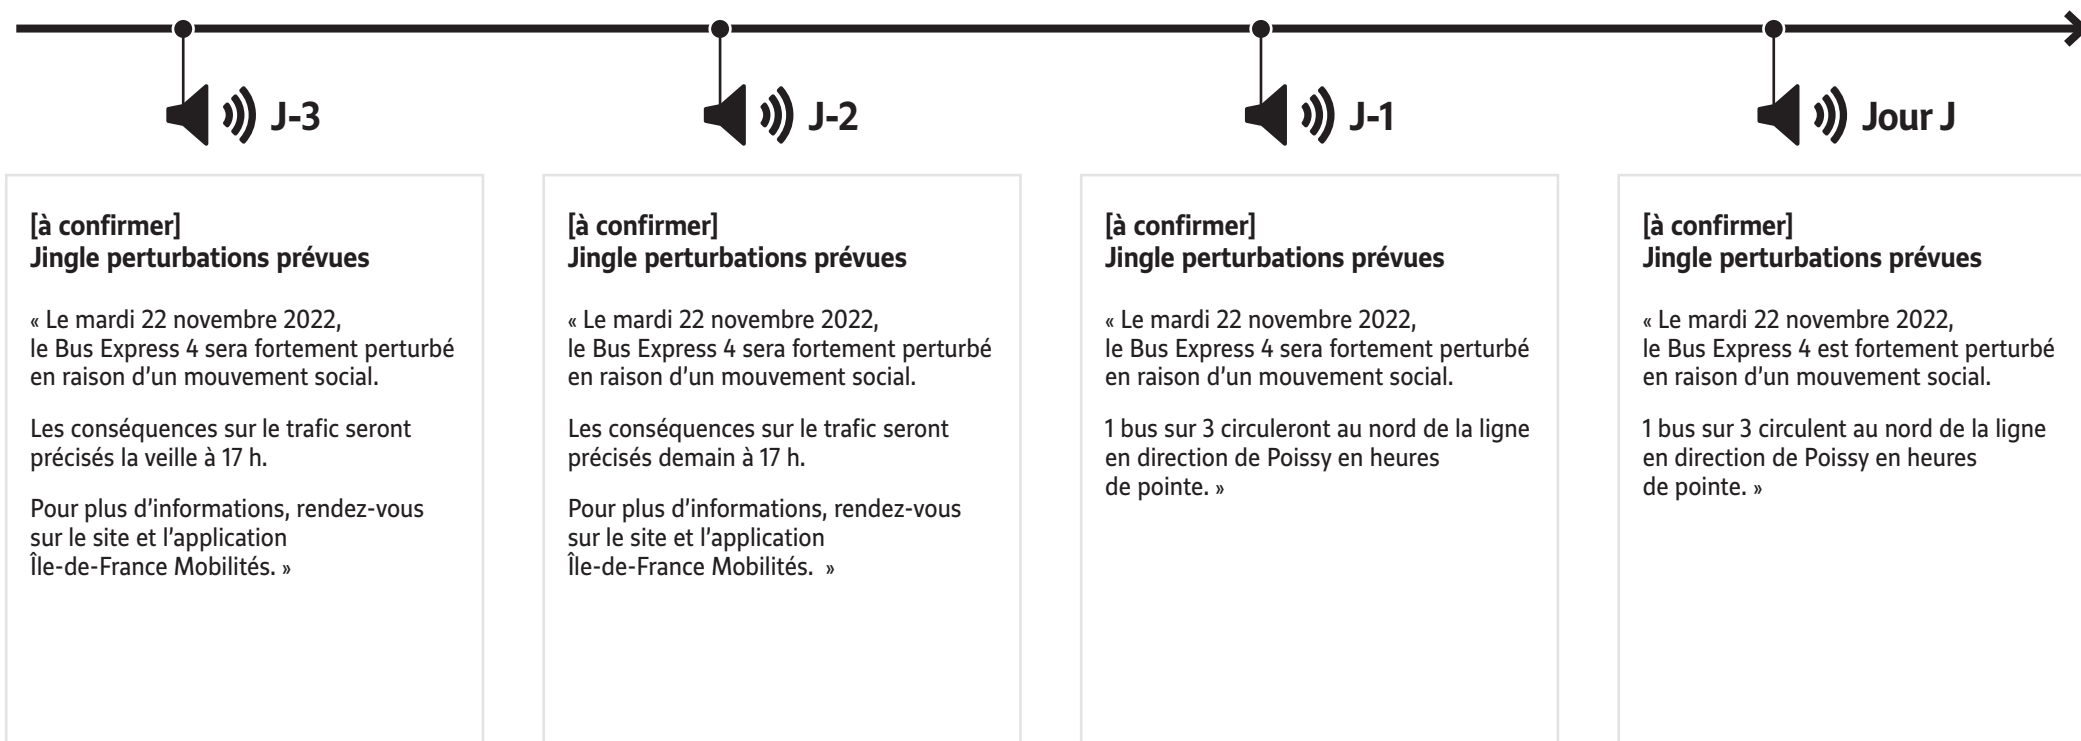 J-3
[à confirmer]
Jingle perturbations prévues
« Le mardi 22 novembre 2022,
le Bus Express 4 sera fortement perturbé
en raison d’un mouvement social.
Les conséquences sur le trafic seront
précisés la veille à 17 h.
Pour plus d’informations, rendez-vous
sur le site et l’application
Île-de-France Mobilités. »
J-2
[à confirmer]
Jingle perturbations prévues
« Le mardi 22 novembre 2022,
le Bus Express 4 sera fortement perturbé
en raison d’un mouvement social.
Les conséquences sur le trafic seront
précisés demain à 17 h.
Pour plus d’informations, rendez-vous
sur le site et l’application
Île-de-France Mobilités. »
J-1
[à confirmer]
Jingle perturbations prévues
« Le mardi 22 novembre 2022,
le Bus Express 4 sera fortement perturbé
en raison d’un mouvement social.
1 bus sur 3 circuleront au nord de la ligne
en direction de Poissy en heures
de pointe. »
Jour J
[à confirmer]
Jingle perturbations prévues
« Le mardi 22 novembre 2022,
le Bus Express 4 est fortement perturbé
en raison d’un mouvement social.
1 bus sur 3 circulent au nord de la ligne
en direction de Poissy en heures
de pointe. »